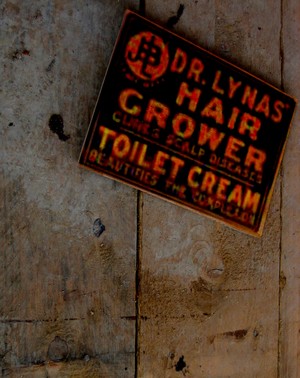 DR. LYNAS'
HAIR
GROWER
CURES SCALP DISEASES
TOILET CREAM
BEAUTIFIES THE COMPLEXION